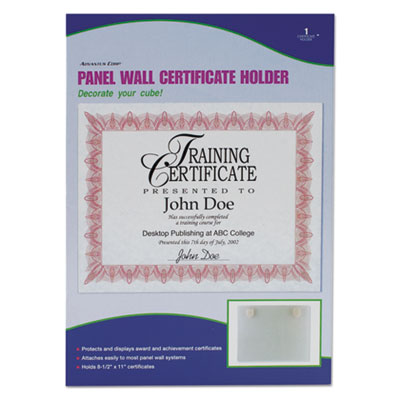 1
ADVANTUS CORP
PANEL WALL CERTIFICATE HOLDER
Decorate your cube!
TRAINING
CERTIFICATE
PRESENTED TO
John Doe
Has successfully completed
a training course for
Desktop Publishing at ABC College
Presented this 7th day of July, 2002
John Doe
• Protects and displays award and achievement certificates
• Attaches easily to most panel wall systems
• Holds 8-1/2" x 11" certificates